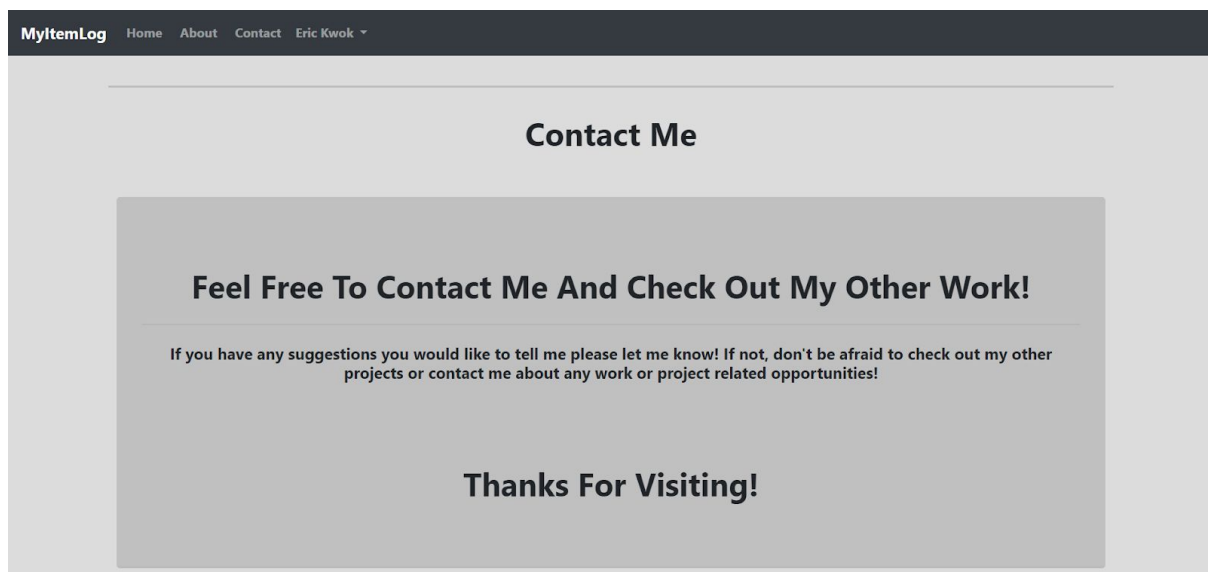 MyItemLog Home About Contact Eric Kwok
Contact Me
Feel Free To Contact Me And Check Out My Other Work!
If you have any suggestions you would like to tell me please let me know! If not, don't be afraid to check out my other
projects or contact me about any work or project related opportunities!
Thanks For Visiting!